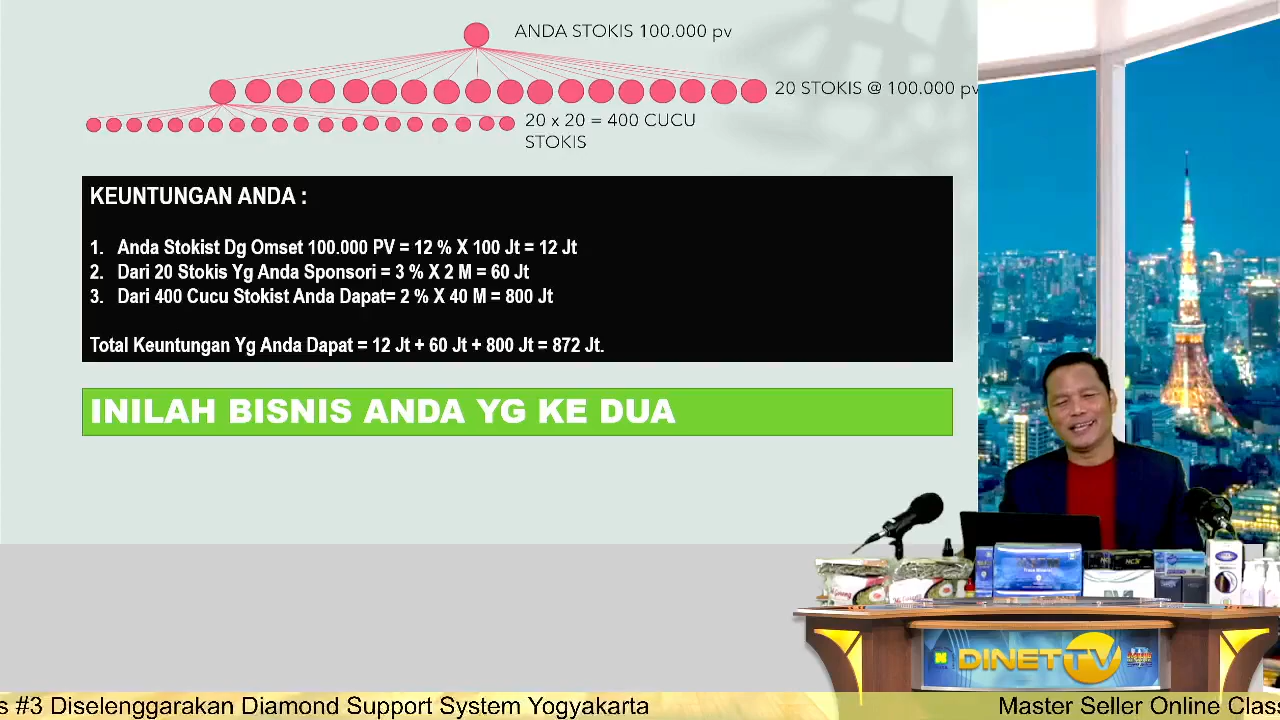 ANDA STOKIS 100.000 pv
20 STOKIS @ 100.000 pv
20 x 20 = 400 CUCU
STOKIS
KEUNTUNGAN ANDA :
1. Anda Stokist Dg Omset 100.000 PV = 12 % X 100 Jt = 12 Jt
2. Dari 20 Stokis Yg Anda Sponsori = 3 % X 2 M = 60 Jt
3. Dari 400 Cucu Stokist Anda Dapat= 2 % X 40 M = 800 Jt
Total Keuntungan Yg Anda Dapat = 12 Jt + 60 Jt + 800 Jt = 872 Jt.
INILAH BISNIS ANDA YG KE DUA
DINET TV
s #3 Diselenggarakan Diamond Support System Yogyakarta
Master Seller Online Clas